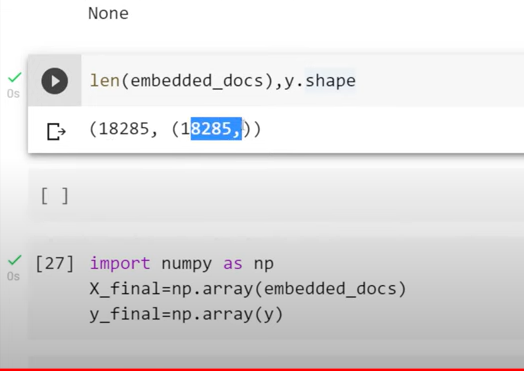 None
0s
len(embedded_docs),y.shape
(18285, (18285,))
[ ]
0s
[27] import numpy as np
X_final=np.array(embedded_docs)
y_final=np.array(y)